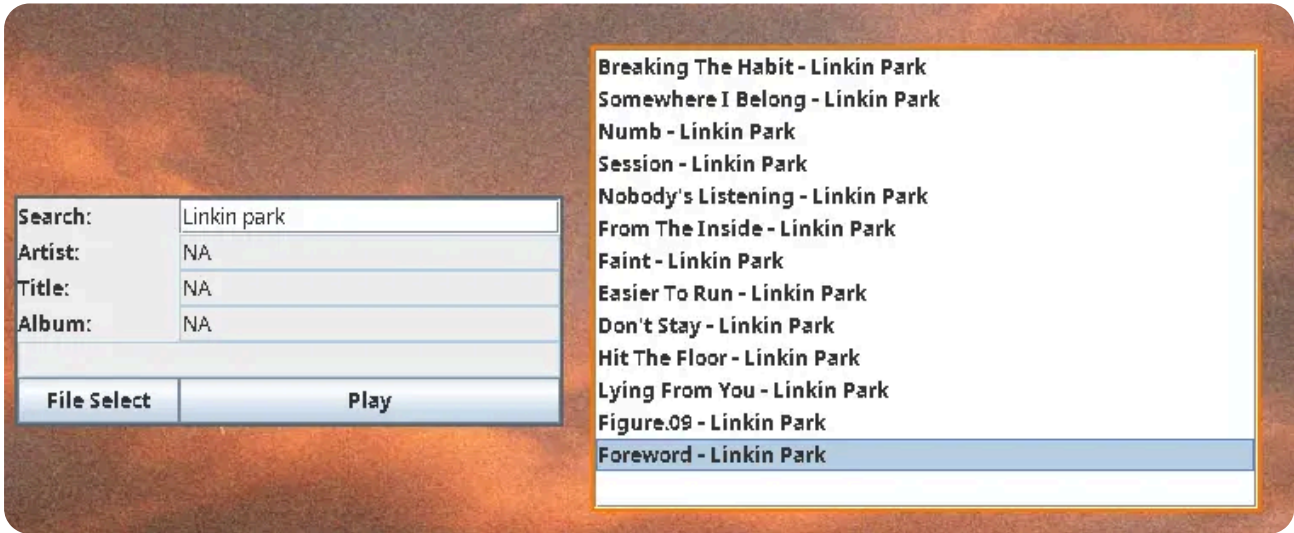 Search: Linkin park
Artist: NA
Title: NA
Album: NA
File Select Play
Breaking The Habit - Linkin Park
Somewhere I Belong - Linkin Park
Numb - Linkin Park
Session - Linkin Park
Nobody's Listening - Linkin Park
From The Inside - Linkin Park
Faint - Linkin Park
Easier To Run - Linkin Park
Don't Stay - Linkin Park
Hit The Floor - Linkin Park
Lying From You - Linkin Park
Figure.09 - Linkin Park
Foreword - Linkin Park